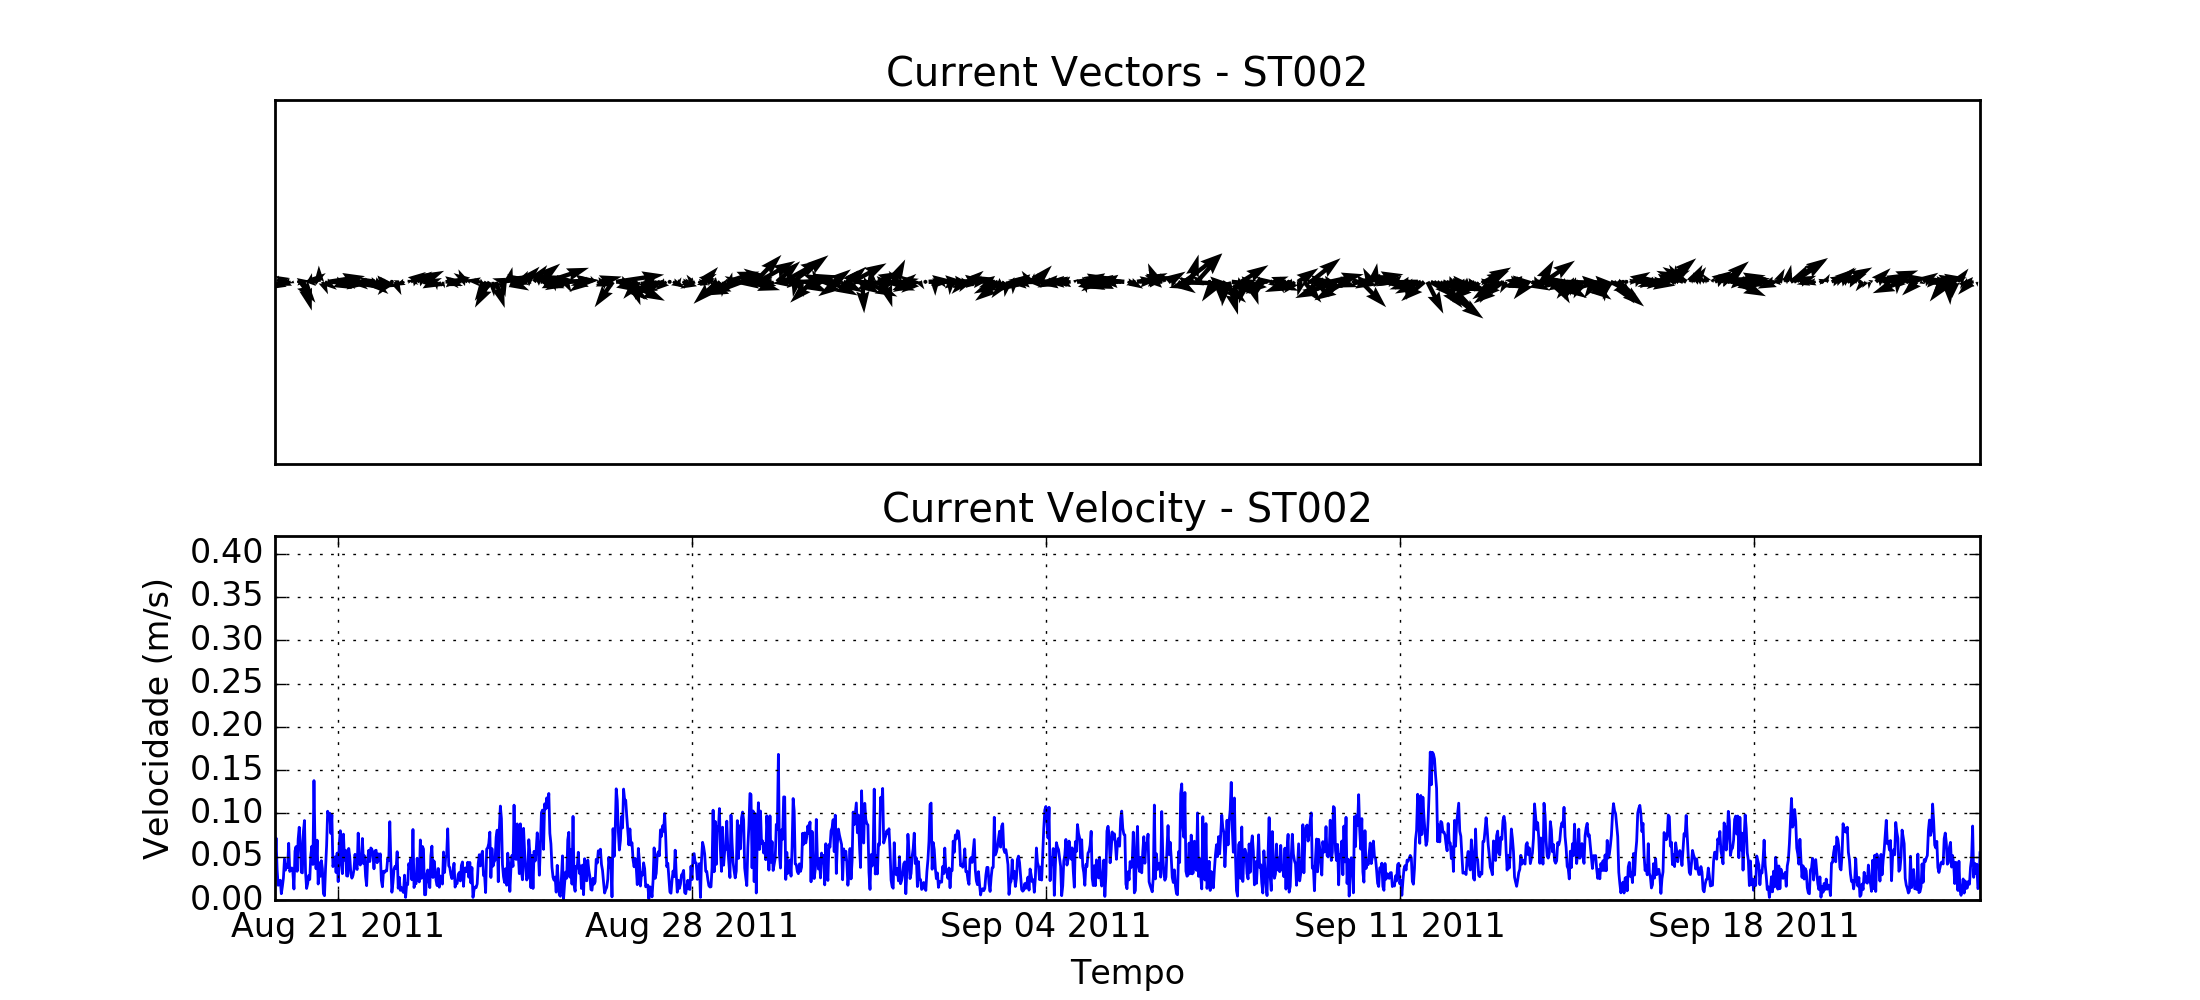 Current Vectors - ST002
Current Velocity - ST002
0.40
0.35
0.30
0.25
0.20
0.15
0.10
0.05
0.00
Velocidade (m/s)
Aug 21 2011 Aug 28 2011 Sep 04 2011 Sep 11 2011 Sep 18 2011
Tempo